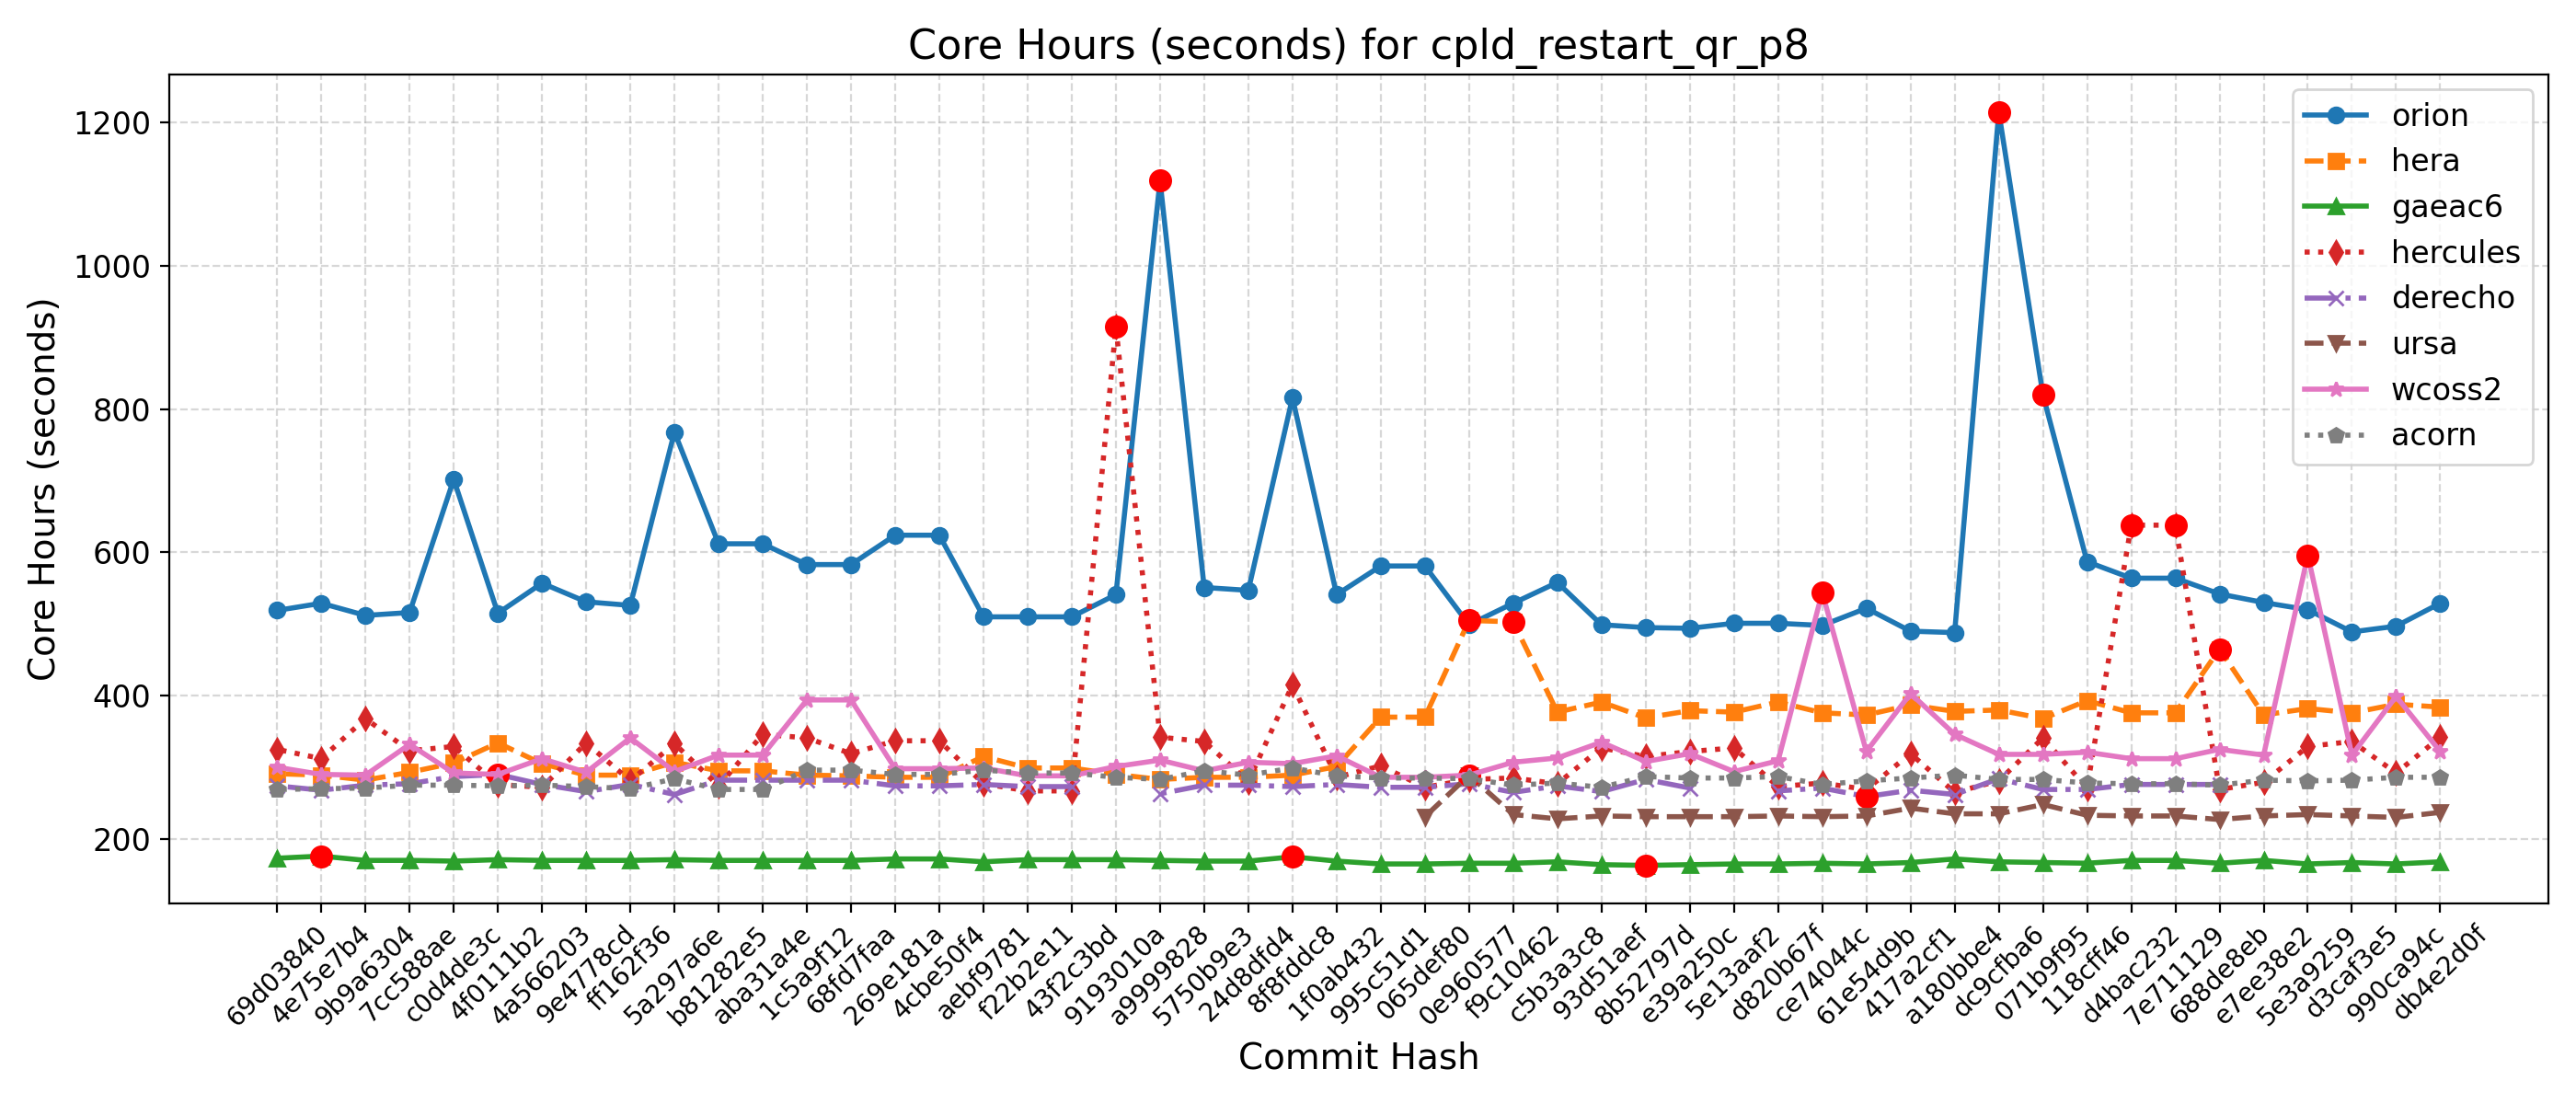 Core Hours (seconds) for cpld_restart_qr_p8
Core Hours (seconds)
1200
1000
800
600
400
200
orion
hera
gaeac6
hercules
derecho
ursa
wcoss2
acorn
69d03840
4e75e7b4
9b9a6304
7cc588ae
c0d4de3c
4f0111b2
4a566203
9e4778cd
ff162f36
5a297a6e
b81282e5
aba31a4e
1c5a9f12
68fd7faa
269e181a
4cbe50f4
aebf9781
f22b2e11
43f2c3bd
9193010a
a9999828
5750b9e3
24d8dfd4
8f8fddc8
1f0ab432
995c51d1
065def80
0e960577
f9c10462
c5b3a3c8
93d51aef
8b52797d
e39a250c
5e13aaf2
d820b67f
ce74044c
61e54d9b
417a2cf1
a180bbe4
dc9cfba6
071b9f95
118cff46
d4bac232
7e711129
688de8eb
e7ee38e2
5e3a9259
d3caf3e5
990ca94c
db4e2d0f
Commit Hash